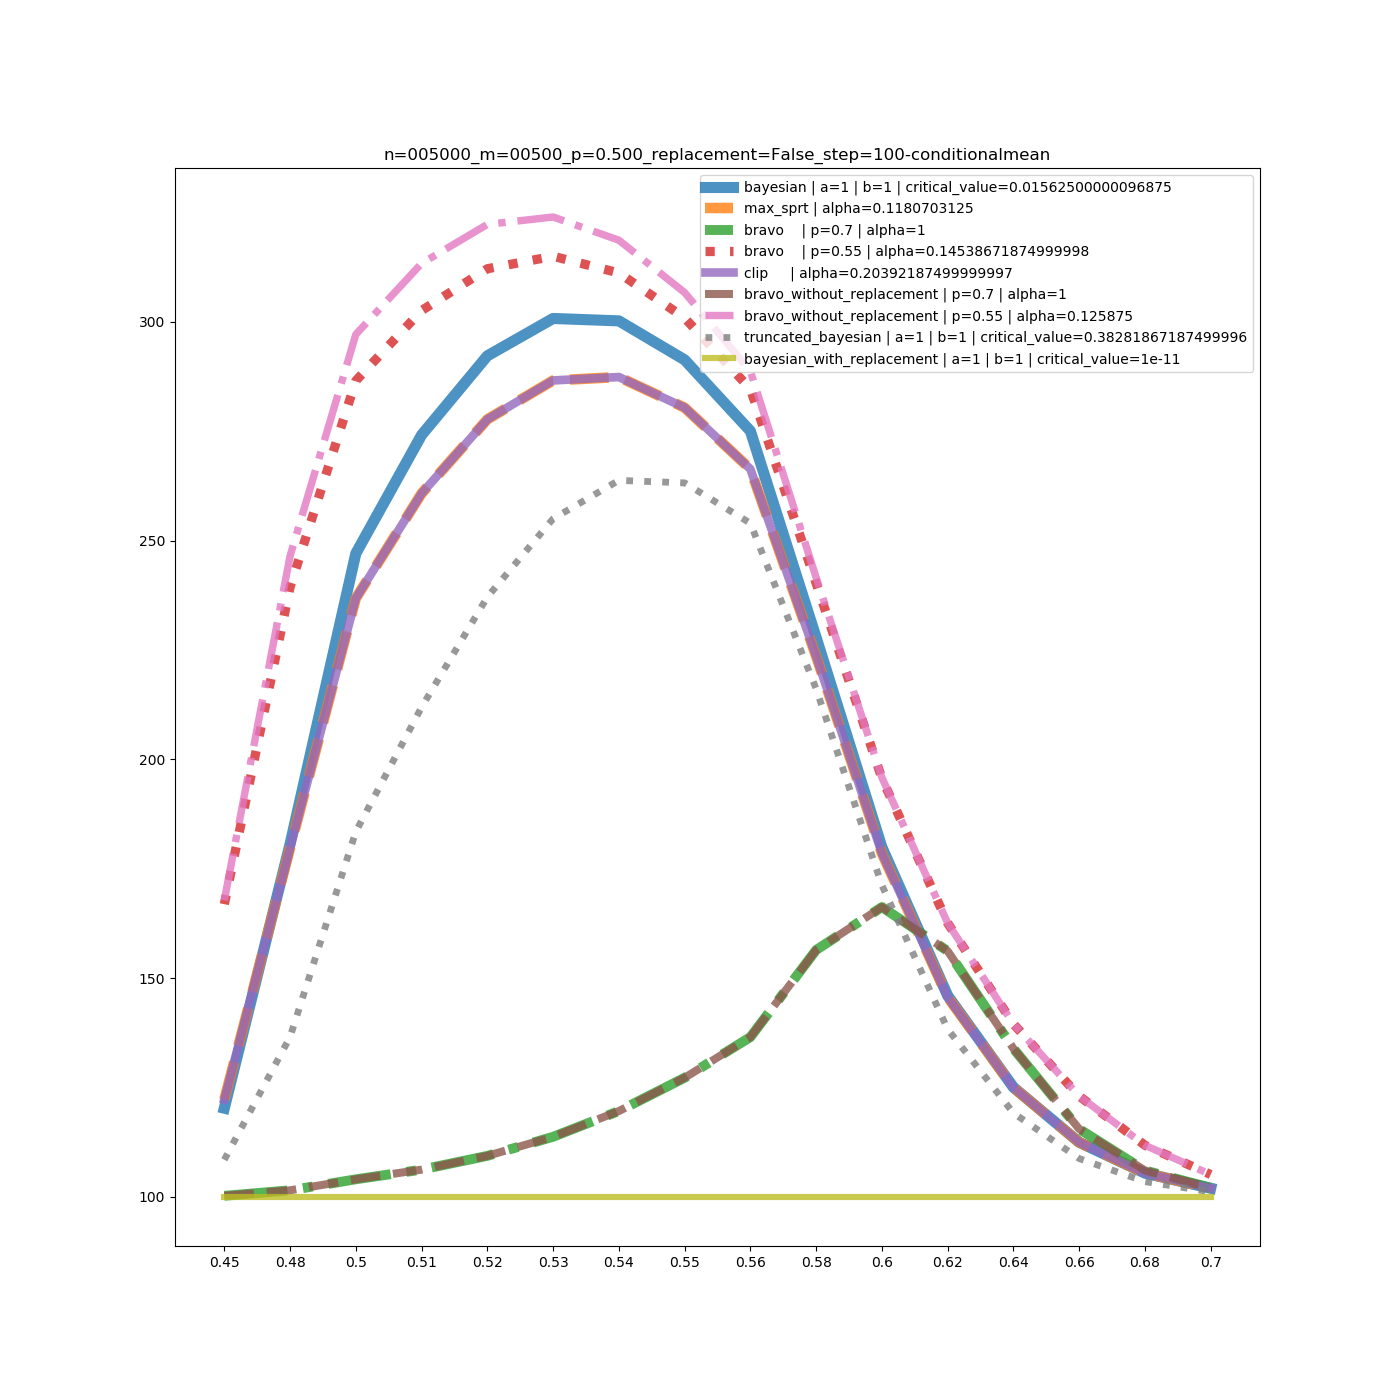 n=005000_m=00500_p=0.500_replacement=False_step=100-conditionalmean
bayesian | a=1 | b=1 | critical_value=0.01562500000096875
max_sprt | alpha=0.1180703125
bravo    | p=0.7 | alpha=1
bravo    | p=0.55 | alpha=0.14538671874999998
clip     | alpha=0.20392187499999997
bravo_without_replacement | p=0.7 | alpha=1
bravo_without_replacement | p=0.55 | alpha=0.125875
truncated_bayesian | a=1 | b=1 | critical_value=0.38281867187499996
bayesian_with_replacement | a=1 | b=1 | critical_value=1e-11
300
250
200
150
100
0.45 0.48 0.5 0.51 0.52 0.53 0.54 0.55 0.56 0.58 0.6 0.62 0.64 0.66 0.68 0.7